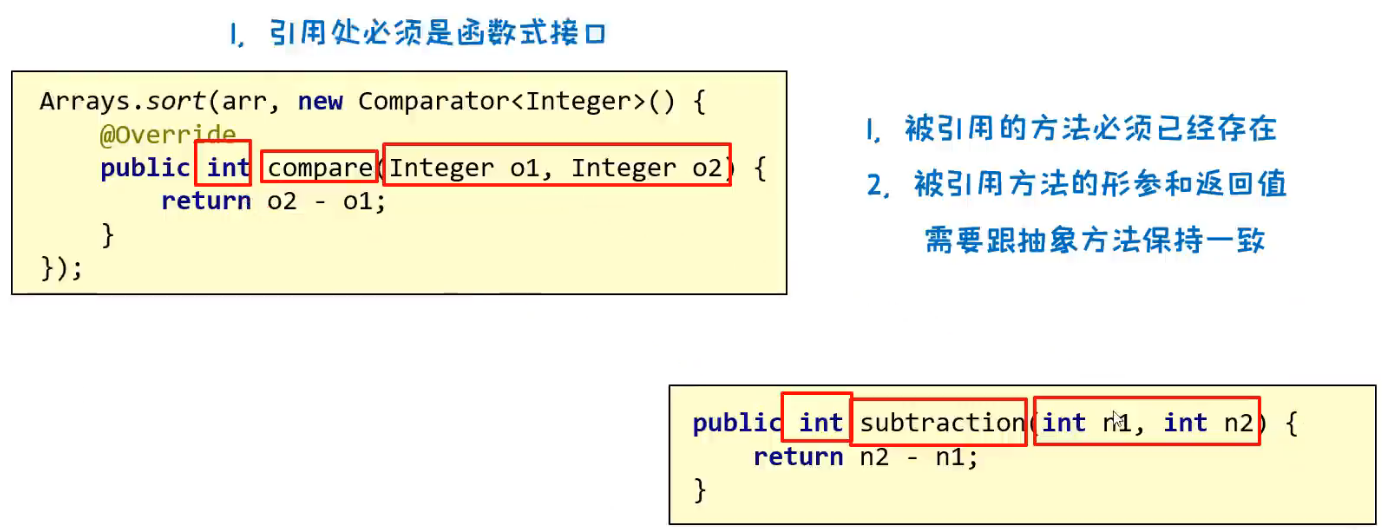 1, 引用处必须是函数式接口
Arrays.sort(arr, new Comparator<Integer>() {
@Override
public int compare(Integer o1, Integer o2) {
return o2 - o1;
}
});
1, 被引用的方法必须已经存在
2, 被引用方法的形参和返回值
需要跟抽象方法保持一致
public int subtraction(int n1, int n2) {
return n2 - n1;
}